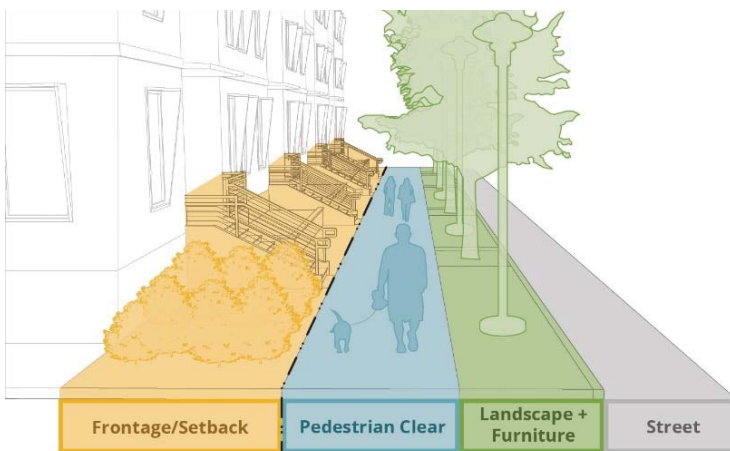 Frontage/Setback
Pedestrian Clear
Landscape +
Furniture
Street